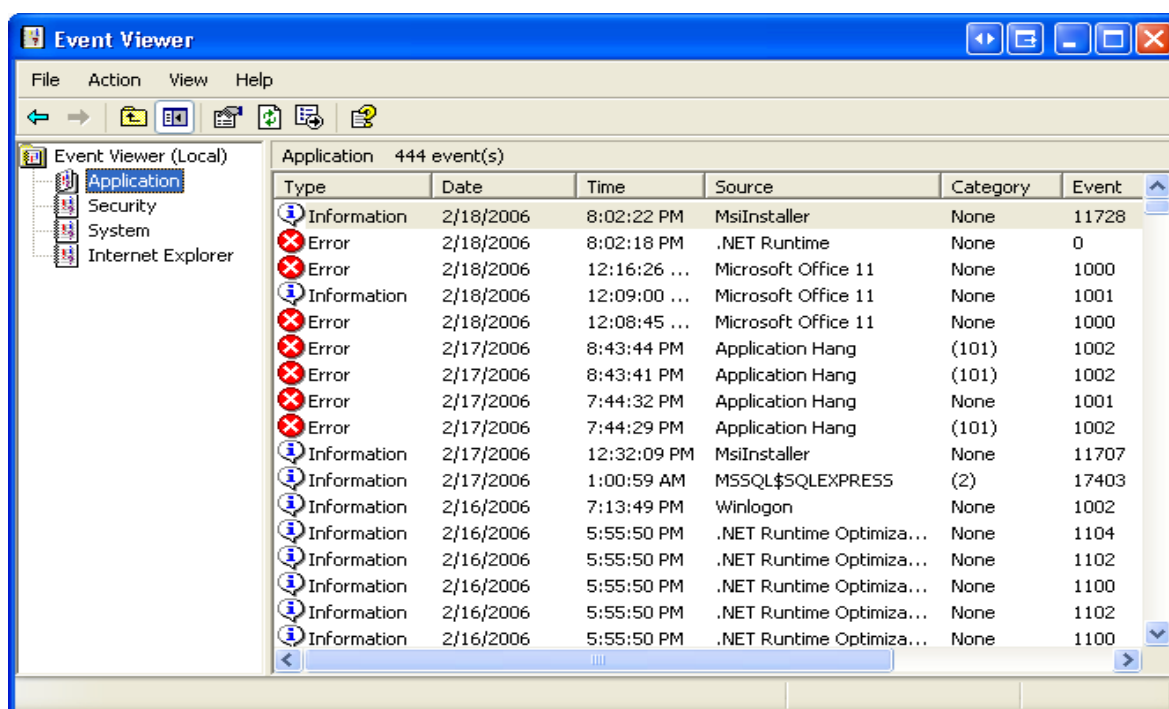 Event Viewer
File Action View Help
Event Viewer (Local)
Application
Security
System
Internet Explorer
Application 444 event(s)
Type Date Time Source Category Event
Information 2/18/2006 8:02:22 PM MsiInstaller None 11728
Error 2/18/2006 8:02:18 PM .NET Runtime None 0
Error 2/18/2006 12:16:26 ... Microsoft Office 11 None 1000
Information 2/18/2006 12:09:00 ... Microsoft Office 11 None 1001
Error 2/18/2006 12:08:45 ... Microsoft Office 11 None 1000
Error 2/17/2006 8:43:44 PM Application Hang (101) 1002
Error 2/17/2006 8:43:41 PM Application Hang (101) 1002
Error 2/17/2006 7:44:32 PM Application Hang None 1001
Error 2/17/2006 7:44:29 PM Application Hang (101) 1002
Information 2/17/2006 12:32:09 PM MsiInstaller None 11707
Information 2/17/2006 1:00:59 AM MSSQL$SQLEXPRESS (2) 17403
Information 2/16/2006 7:13:49 PM Winlogon None 1002
Information 2/16/2006 5:55:50 PM .NET Runtime Optimiza... None 1104
Information 2/16/2006 5:55:50 PM .NET Runtime Optimiza... None 1102
Information 2/16/2006 5:55:50 PM .NET Runtime Optimiza... None 1100
Information 2/16/2006 5:55:50 PM .NET Runtime Optimiza... None 1102
Information 2/16/2006 5:55:50 PM .NET Runtime Optimiza... None 1100